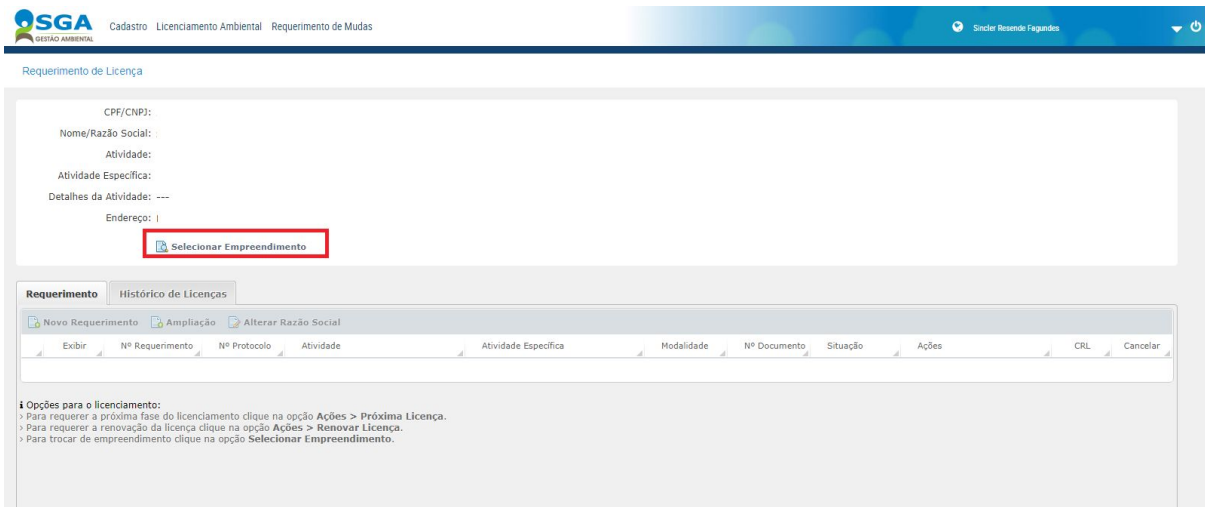 SGA
GESTÃO AMBIENTAL
Cadastro Licenciamento Ambiental Requerimento de Mudas
Sincler Resende Fagundes
Requerimento de Licença
CPF/CNPJ:
Nome/Razão Social:
Atividade:
Atividade Específica:
Detalhes da Atividade: ---
Endereço:
Selecionar Empreendimento
Requerimento Histórico de Licenças
Novo Requerimento Ampliação Alterar Razão Social
Exibir Nº Requerimento Nº Protocolo Atividade Atividade Específica Modalidade Nº Documento Situação Ações CRL Cancelar
i Opções para o licenciamento:
› Para requerer a próxima fase do licenciamento clique na opção Ações > Próxima Licença.
› Para requerer a renovação da licença clique na opção Ações > Renovar Licença.
› Para trocar de empreendimento clique na opção Selecionar Empreendimento.